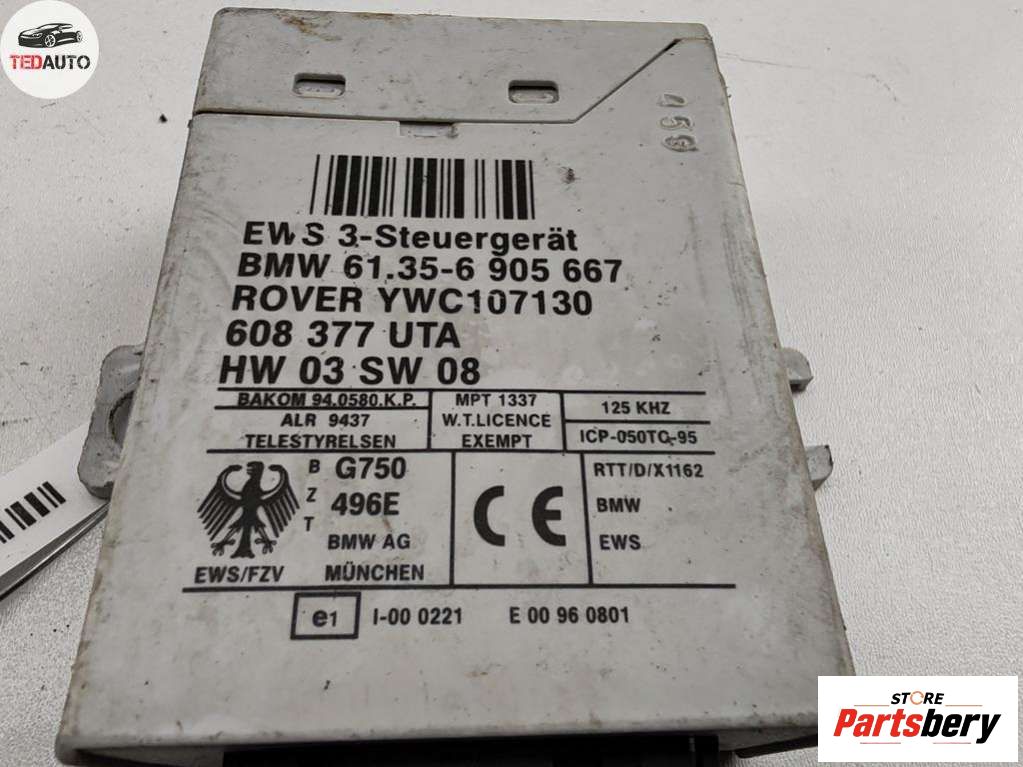 TEDAUTO
EWS 3-Steuergerät
BMW 61.35-6 905 667
ROVER YWC107130
608 377 UTA
HW 03 SW 08
BAKOM 94.0580.K.P.
ALR 9437
TELESTYRELSEN
MPT 1337
W.T.LICENCE
EXEMPT
125 KHZ
ICP-050TC-95
B
Z
T
G750
496E
BMW AG
MÜNCHEN
EWS/FZV
CE
RTT/D/X1162
BMW
EWS
e1
I-00 0221
E 00 96 0801
STORE
Partsbery